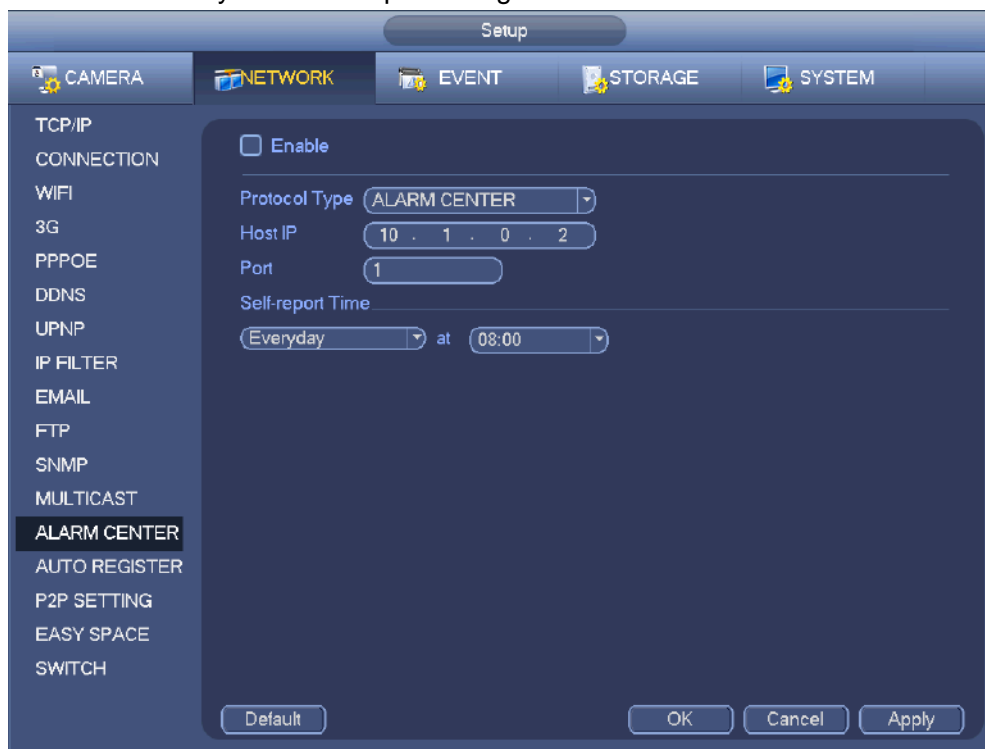 Setup
CAMERA NETWORK EVENT STORAGE SYSTEM
TCP/IP
CONNECTION
WIFI
3G
PPPOE
DDNS
UPNP
IP FILTER
EMAIL
FTP
SNMP
MULTICAST
ALARM CENTER
AUTO REGISTER
P2P SETTING
EASY SPACE
SWITCH
Enable
Protocol Type ALARM CENTER
Host IP 10 . 1 . 0 . 2
Port 1
Self-report Time
Everyday at 08:00
Default OK Cancel Apply